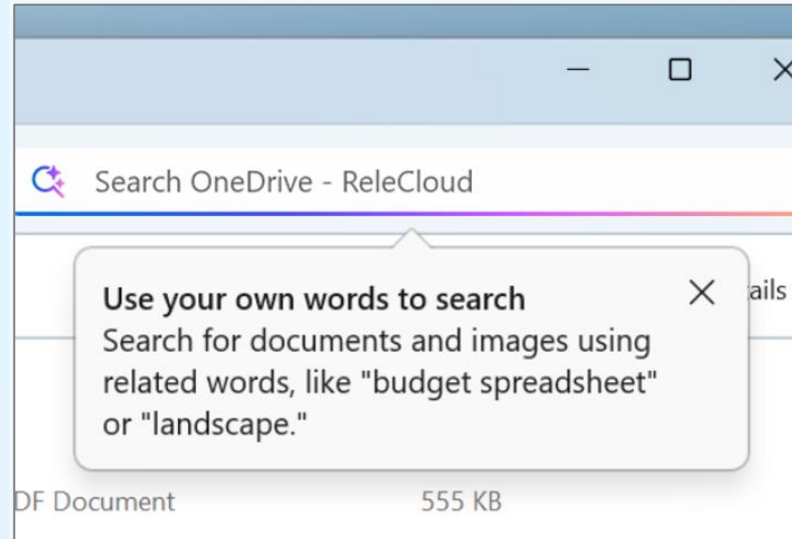 Search OneDrive - ReleCloud
Use your own words to search
ails
Search for documents and images using
related words, like "budget spreadsheet"
or "landscape."
DF Document 555 KB